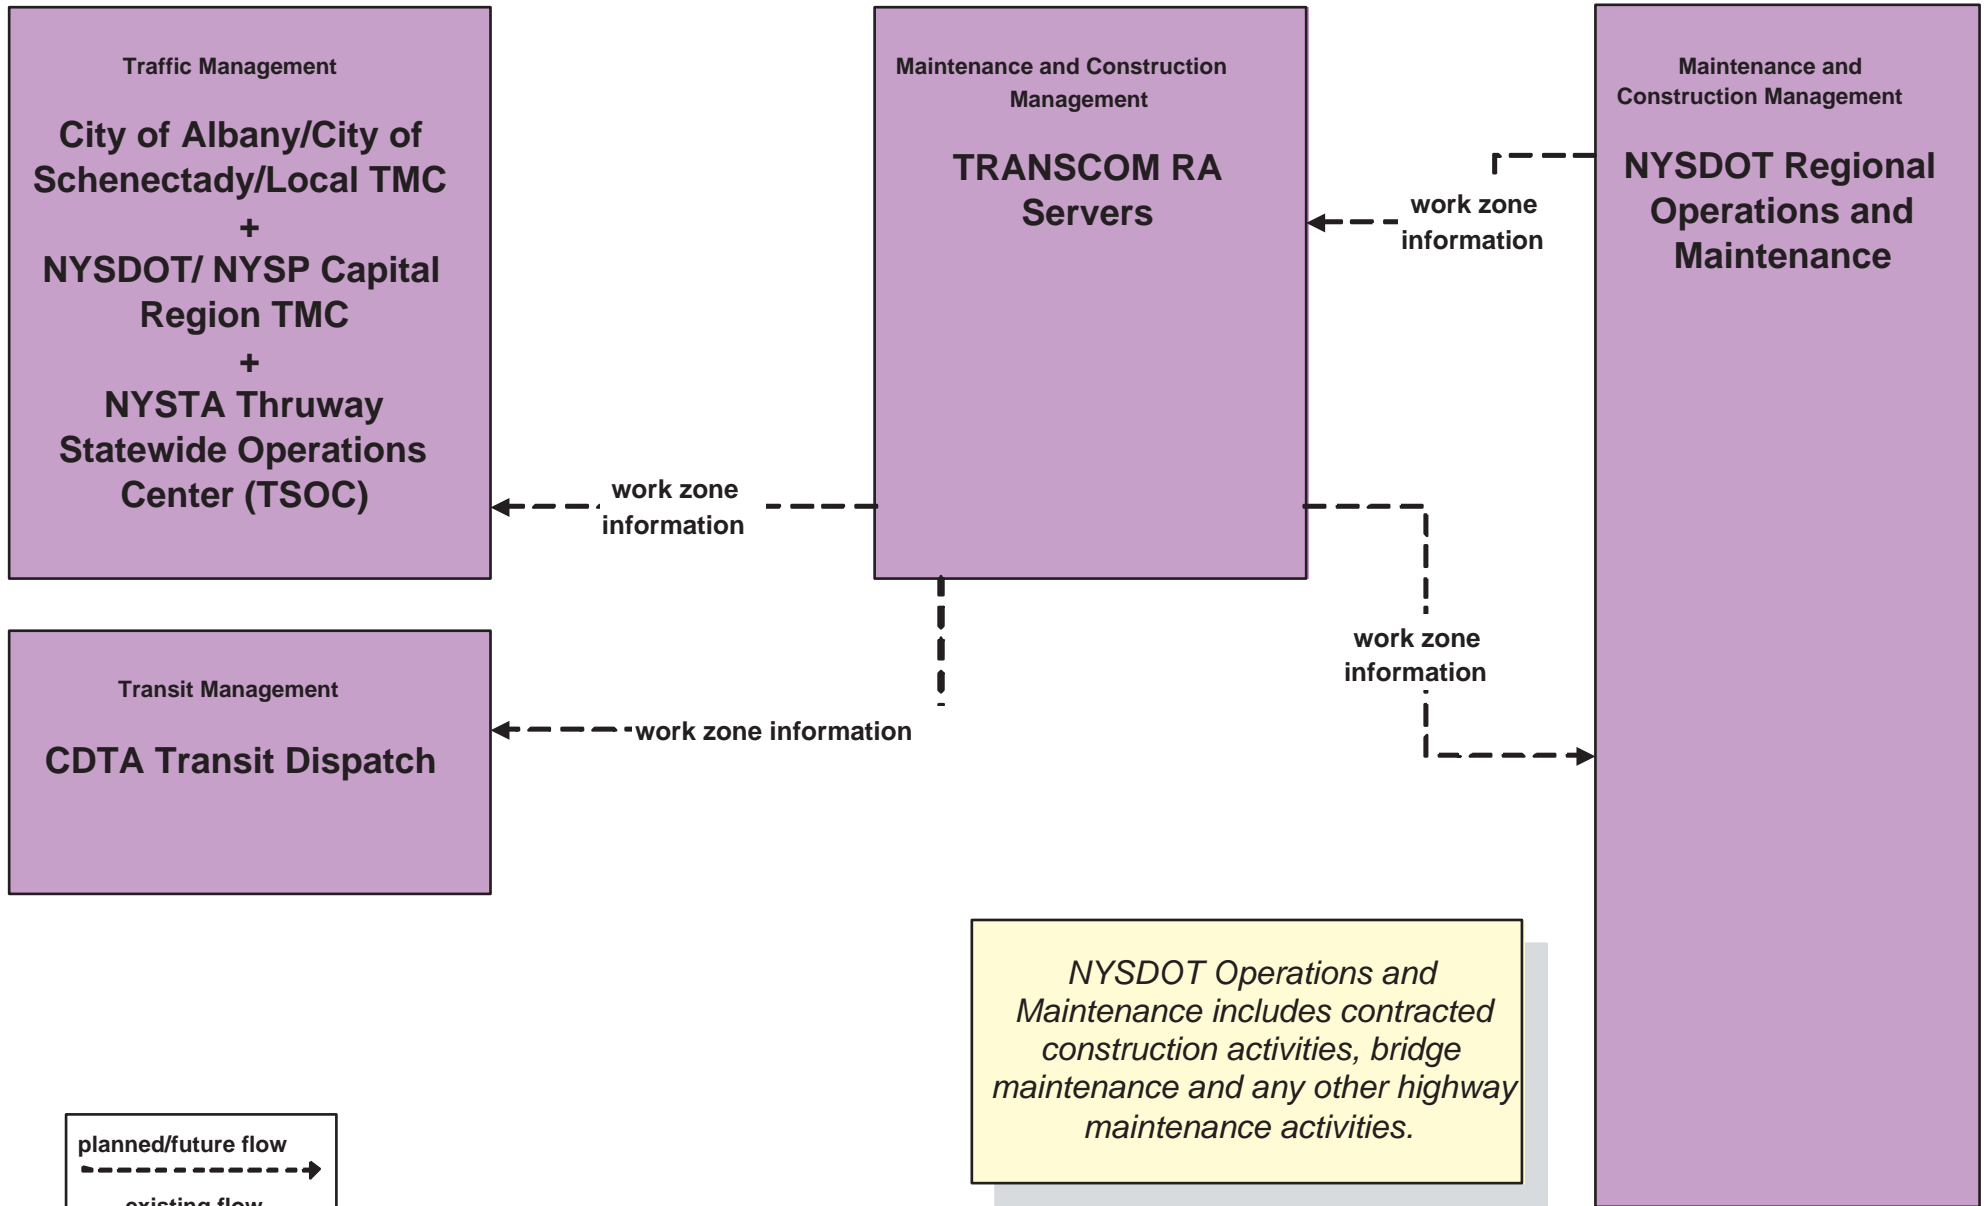 Traffic Management
City of Albany/City of
Schenectady/Local TMC
+
NYSDOT/ NYSP Capital
Region TMC
+
NYSTA Thruway
Statewide Operations
Center (TSOC)
Maintenance and Construction
Management
TRANSCOM RA
Servers
Maintenance and
Construction Management
NYSDOT Regional
Operations and
Maintenance
work zone
information
work zone
information
work zone
information
Transit Management
CDTA Transit Dispatch
work zone information
NYSDOT Operations and
Maintenance includes contracted
construction activities, bridge
maintenance and any other highway
maintenance activities.
planned/future flow
existing flow